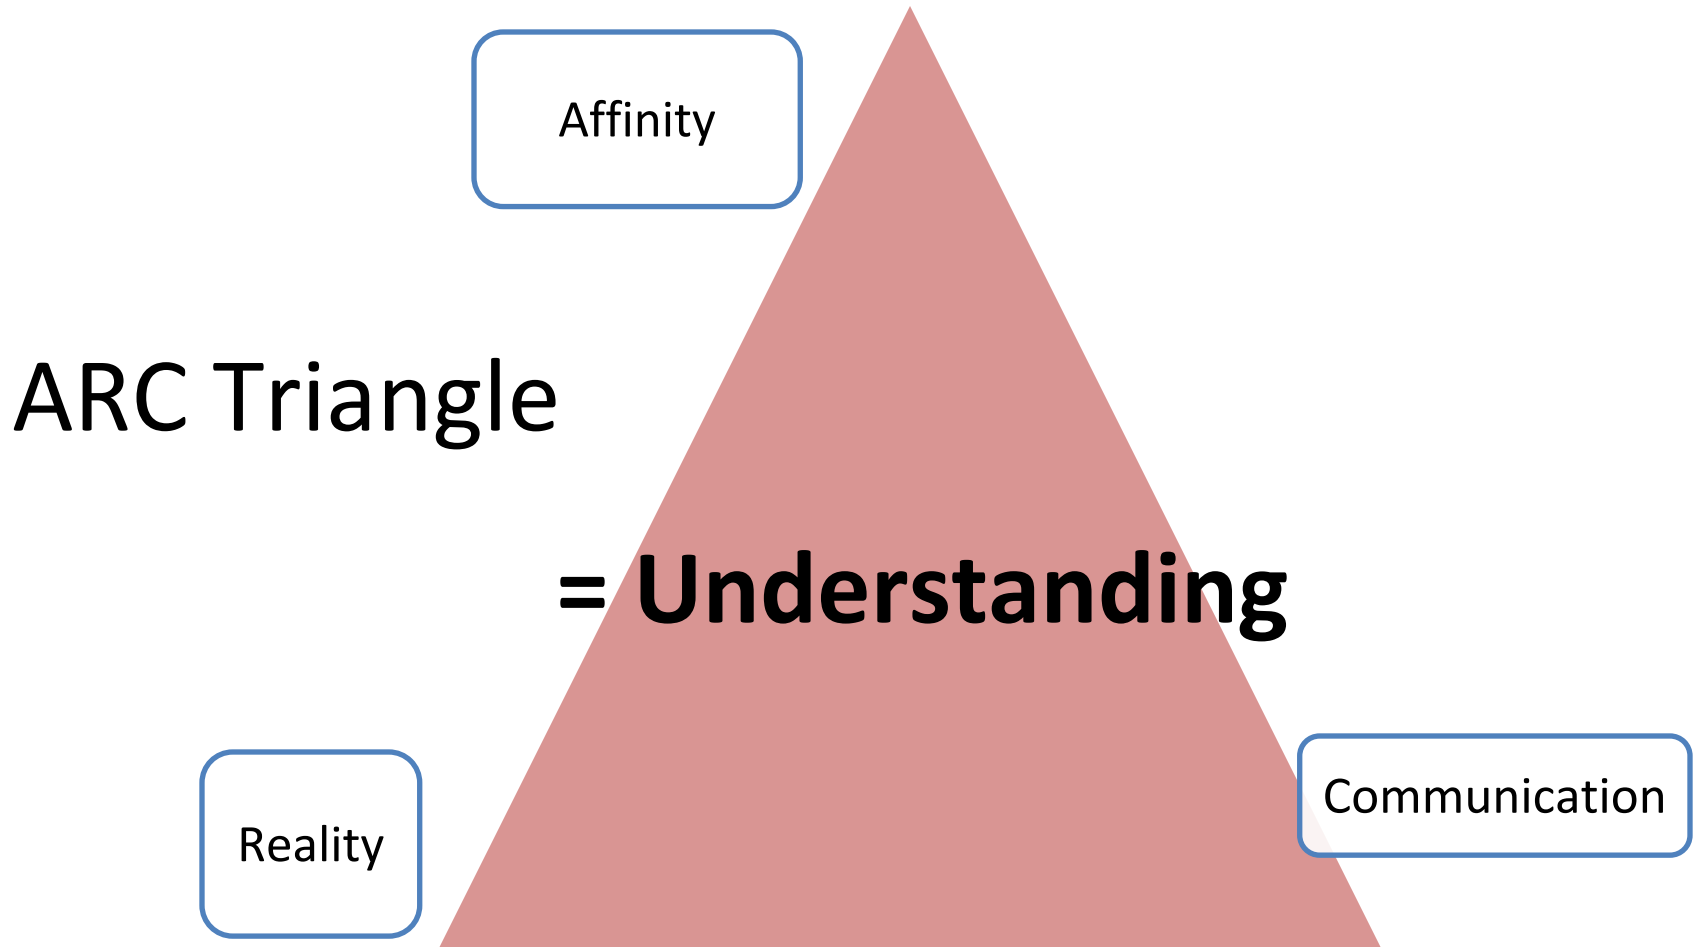 Affinity
ARC Triangle
= Understanding
Reality
Communication